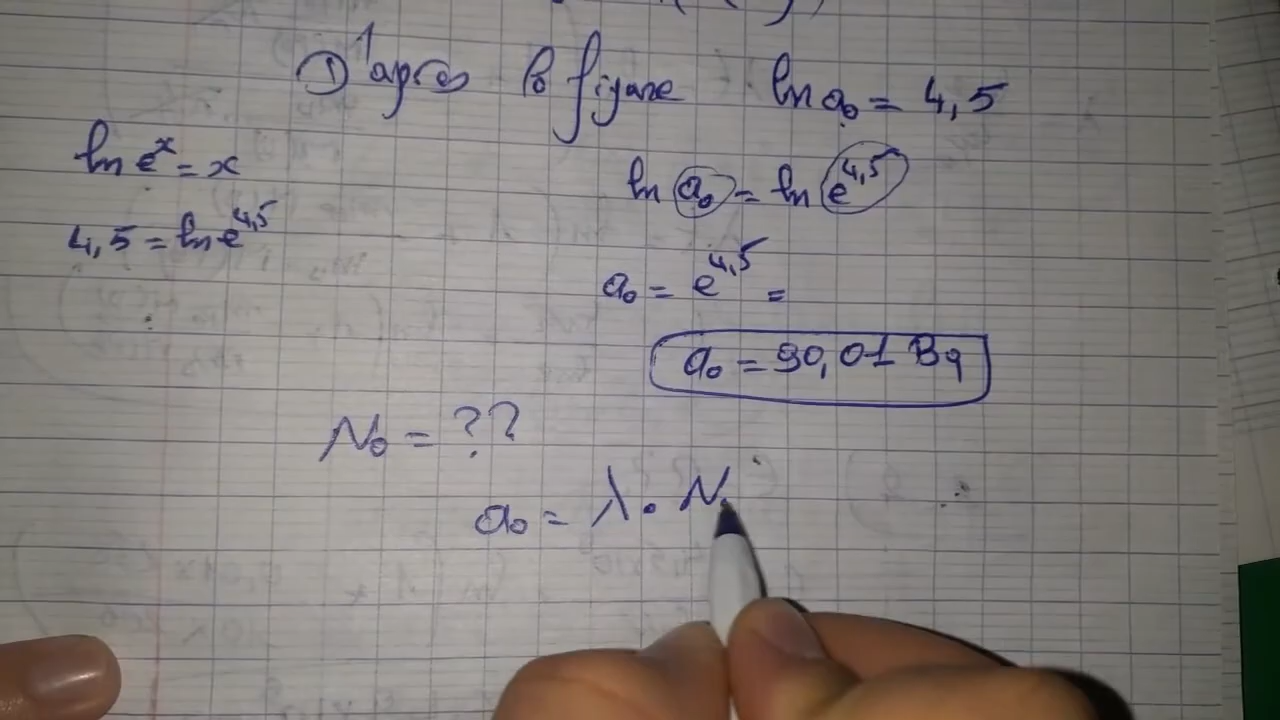 D'après la figure ln a₀ = 4,5
ln eˣ = x
ln a₀ = ln e^4,5
4,5 = ln e^4,5
a₀ = e^4,5 =
a₀ = 90,01 Bq
N₀ = ??
a₀ = λ . N